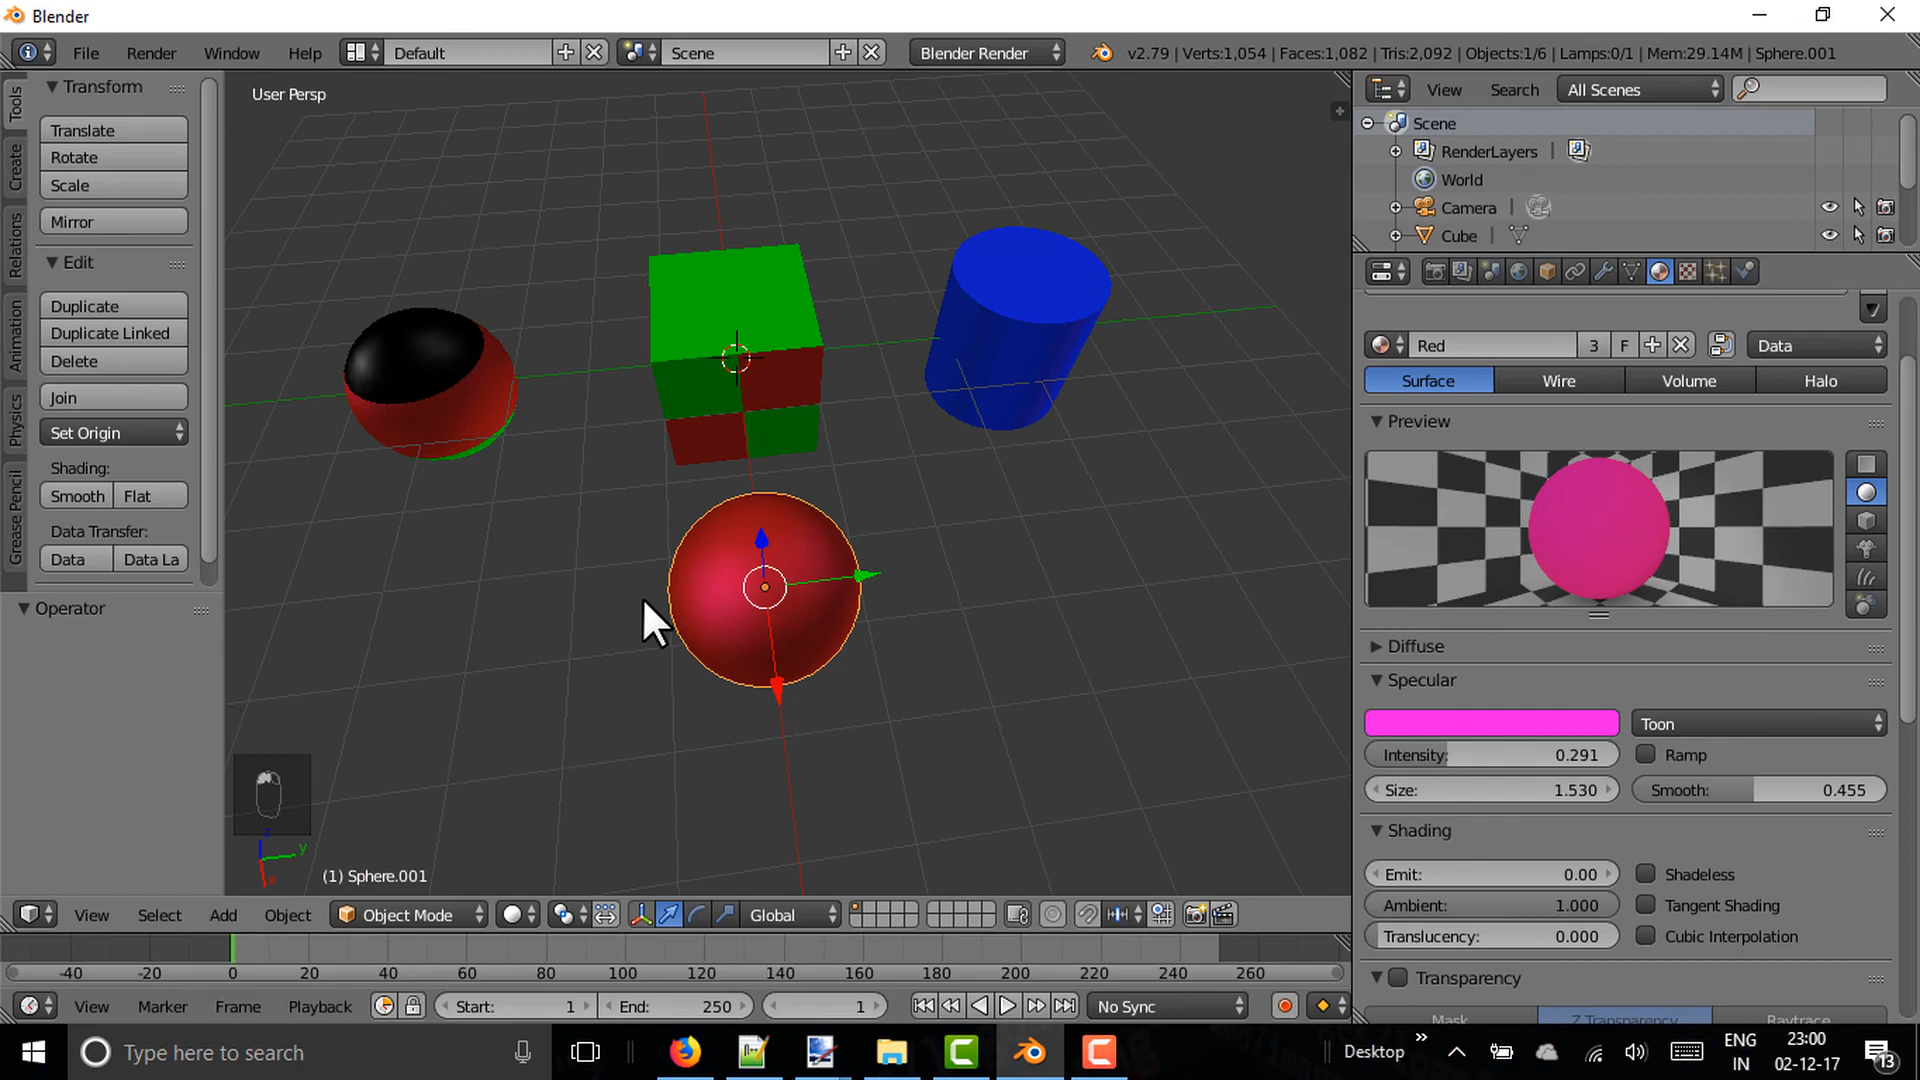 Blender
File Render Window Help Default Scene Blender Render v2.79 | Verts:1,054 | Faces:1,082 | Tris:2,092 | Objects:1/6 | Lamps:0/1 | Mem:29.14M | Sphere.001
Tools
Create
Relations
Animation
Physics
Grease Pencil
Transform
Translate
Rotate
Scale
Mirror
Edit
Duplicate
Duplicate Linked
Delete
Join
Set Origin
Shading:
Smooth Flat
Data Transfer:
Data Data La
Operator
User Persp
z
y
x
(1) Sphere.001
View Search All Scenes
Scene
RenderLayers |
World
Camera |
Cube |
Red 3 F Data
Surface Wire Volume Halo
Preview
Diffuse
Specular
Toon
Intensity: 0.291 Ramp
Size: 1.530 Smooth: 0.455
Shading
Emit: 0.00 Shadeless
Ambient: 1.000 Tangent Shading
Translucency: 0.000 Cubic Interpolation
Transparency
Mask Z Transparency Raytrace
View Select Add Object Object Mode Global
-40 -20 0 20 40 60 80 100 120 140 160 180 200 220 240 260
View Marker Frame Playback Start: 1 End: 250 1 No Sync
Type here to search
Desktop
ENG
IN
23:00
02-12-17
13